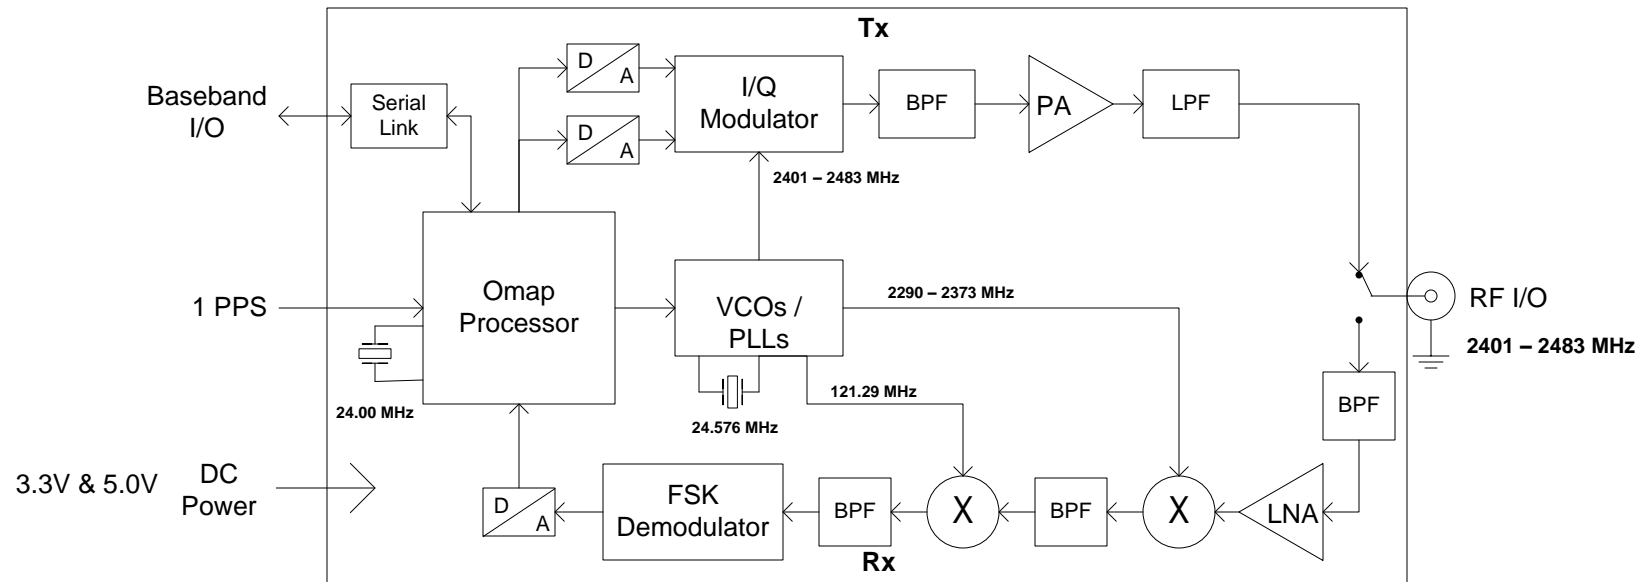 Tx
D
A
I/Q
Modulator
BPF
PA
LPF
Baseband
I/O
Serial
Link
D
A
2401 – 2483 MHz
Omap
Processor
VCOs /
PLLs
2290 – 2373 MHz
1 PPS
RF I/O
2401 – 2483 MHz
24.00 MHz
24.576 MHz
121.29 MHz
BPF
3.3V & 5.0V
DC
Power
D
A
FSK
Demodulator
BPF
X
BPF
X
LNA
Rx